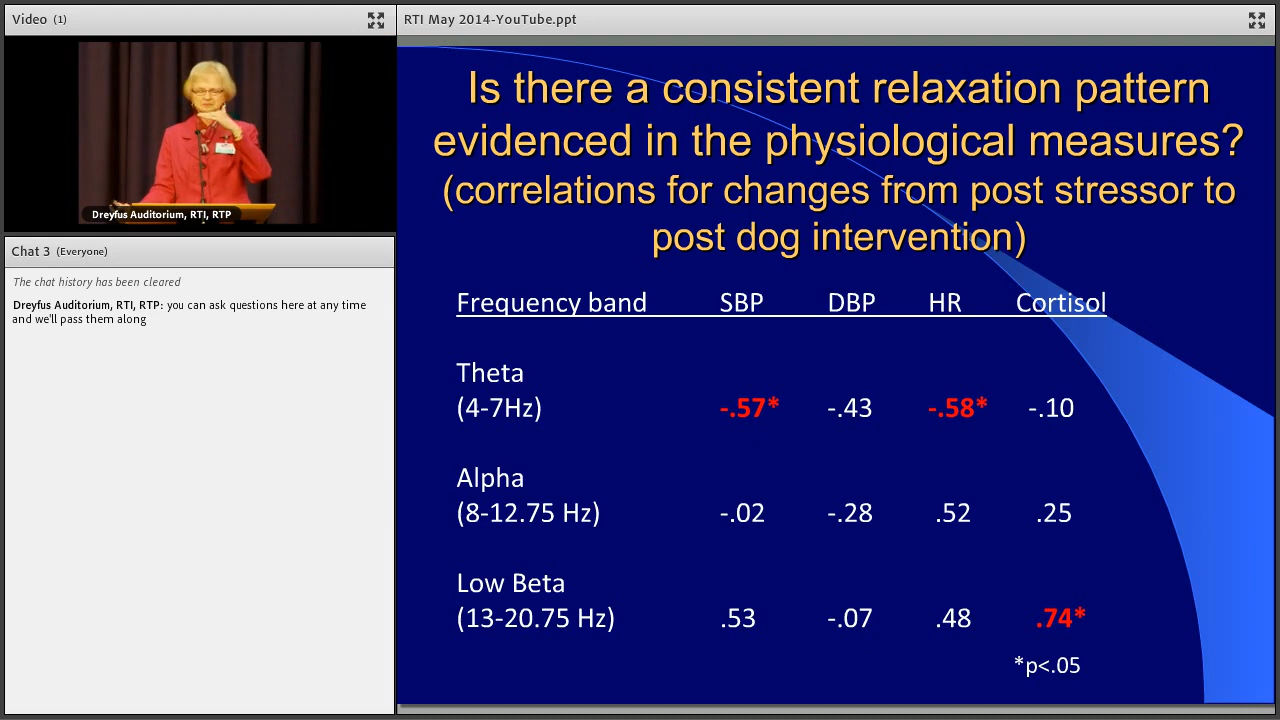 Video (1)
Dreyfus Auditorium, RTI, RTP
Chat 3 (Everyone)
The chat history has been cleared
Dreyfus Auditorium, RTI, RTP: you can ask questions here at any time
and we'll pass them along
RTI May 2014-YouTube.ppt
Is there a consistent relaxation pattern
evidenced in the physiological measures?
(correlations for changes from post stressor to
post dog intervention)
Frequency band SBP DBP HR Cortisol
Theta
(4-7Hz) -.57* -.43 -.58* -.10
Alpha
(8-12.75 Hz) -.02 -.28 .52 .25
Low Beta
(13-20.75 Hz) .53 -.07 .48 .74*
*p<.05